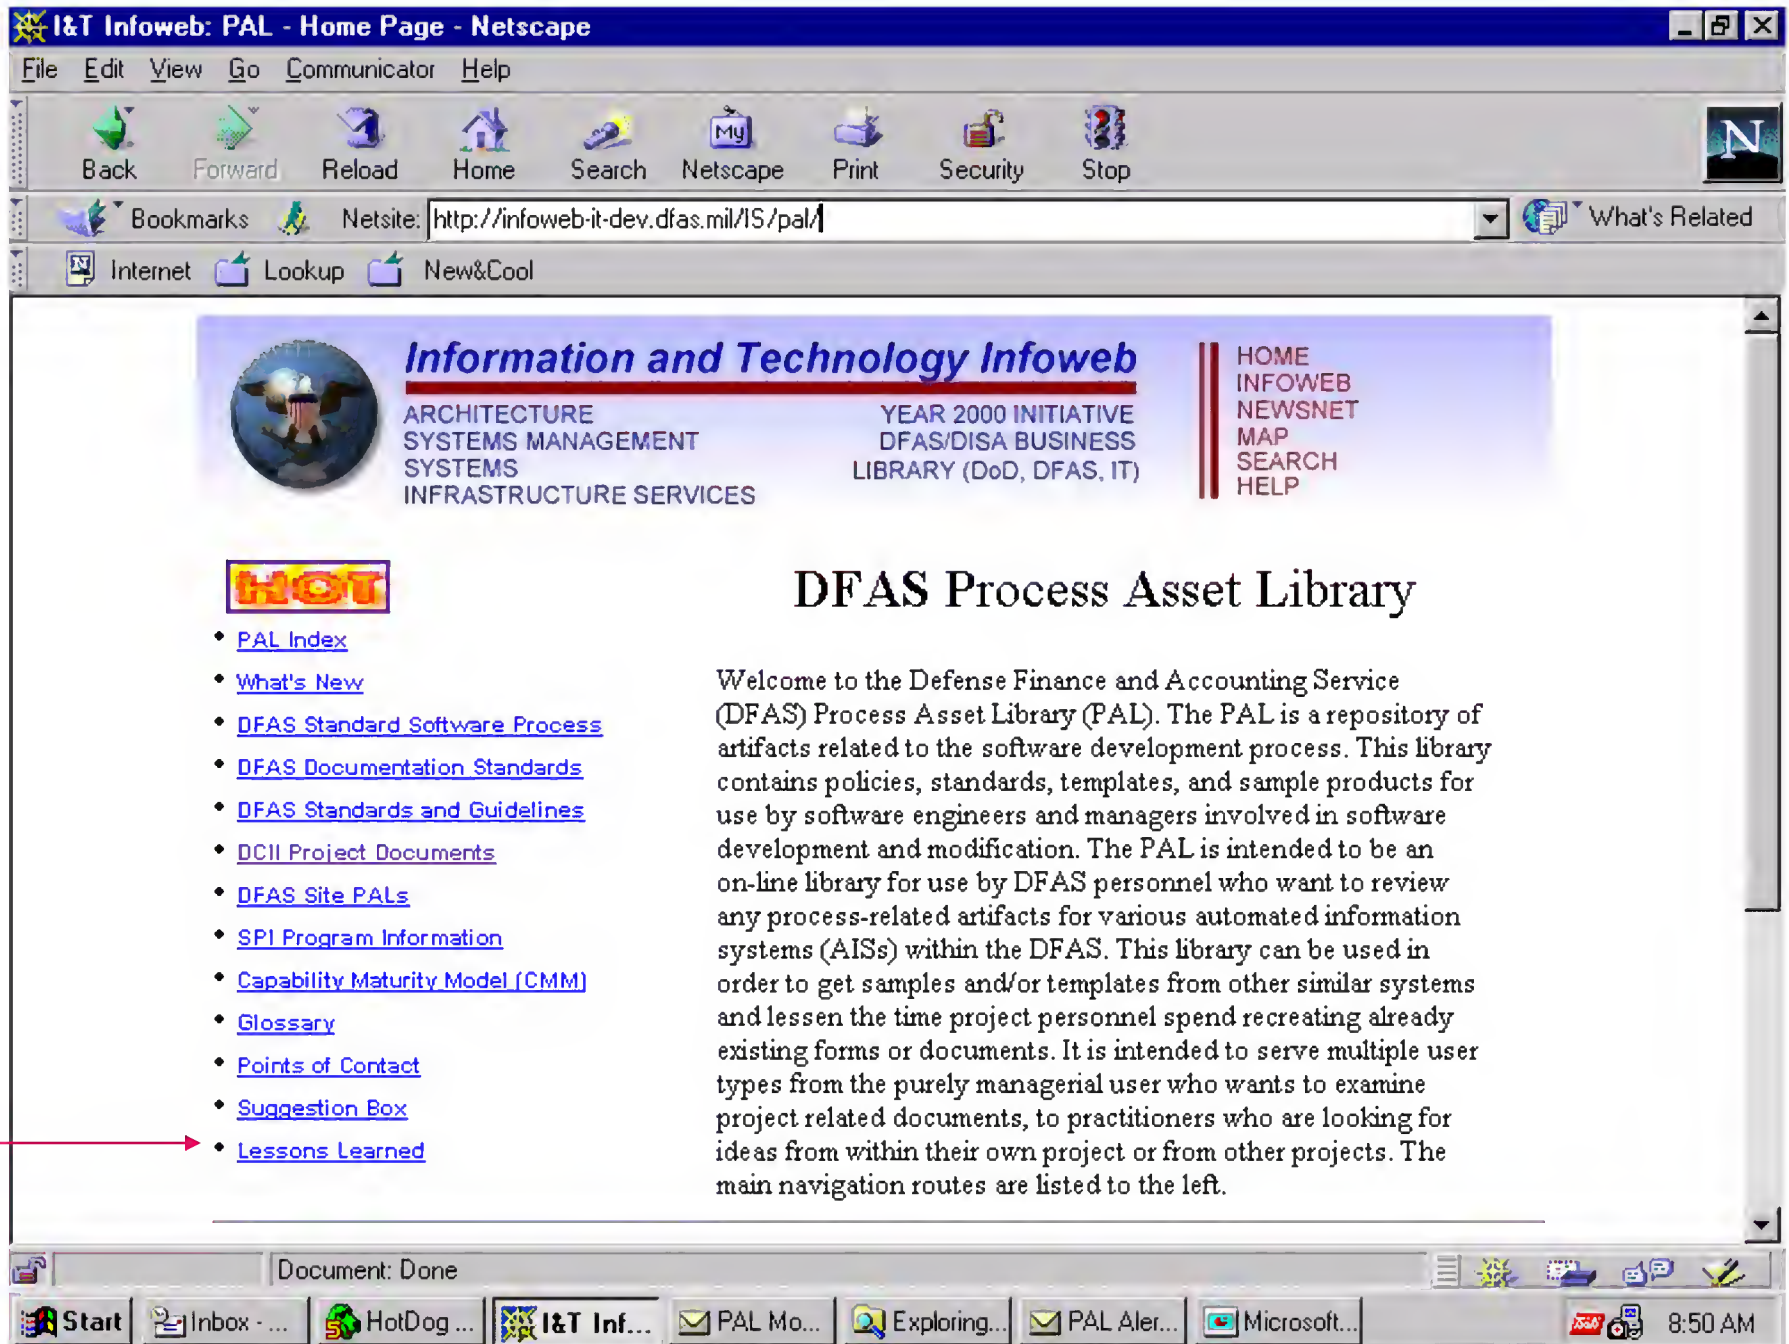 I&T Infoweb: PAL - Home Page - Netscape
File Edit View Go Communicator Help
My
N
Back Forward Reload Home Search Netscape Print Security Stop
Bookmarks Netsite: http://infoweb-it-dev.dfas.mil/IS/pal/ What's Related
Internet Lookup New&Cool
Information and Technology Infoweb
ARCHITECTURE
SYSTEMS MANAGEMENT
SYSTEMS
INFRASTRUCTURE SERVICES
YEAR 2000 INITIATIVE
DFAS/DISA BUSINESS
LIBRARY (DoD, DFAS, IT)
HOME
INFOWEB
NEWSNET
MAP
SEARCH
HELP
HOT
PAL Index
What's New
DFAS Standard Software Process
DFAS Documentation Standards
DFAS Standards and Guidelines
DCII Project Documents
DFAS Site PALs
SPI Program Information
Capability Maturity Model (CMM)
Glossary
Points of Contact
Suggestion Box
Lessons Learned
DFAS Process Asset Library
Welcome to the Defense Finance and Accounting Service
(DFAS) Process Asset Library (PAL). The PAL is a repository of
artifacts related to the software development process. This library
contains policies, standards, templates, and sample products for
use by software engineers and managers involved in software
development and modification. The PAL is intended to be an
on-line library for use by DFAS personnel who want to review
any process-related artifacts for various automated information
systems (AISs) within the DFAS. This library can be used in
order to get samples and/or templates from other similar systems
and lessen the time project personnel spend recreating already
existing forms or documents. It is intended to serve multiple user
types from the purely managerial user who wants to examine
project related documents, to practitioners who are looking for
ideas from within their own project or from other projects. The
main navigation routes are listed to the left.
Document: Done
Start Inbox - ... HotDog ... I&T Inf... PAL Mo... Exploring... PAL Aler... Microsoft... 8:50 AM